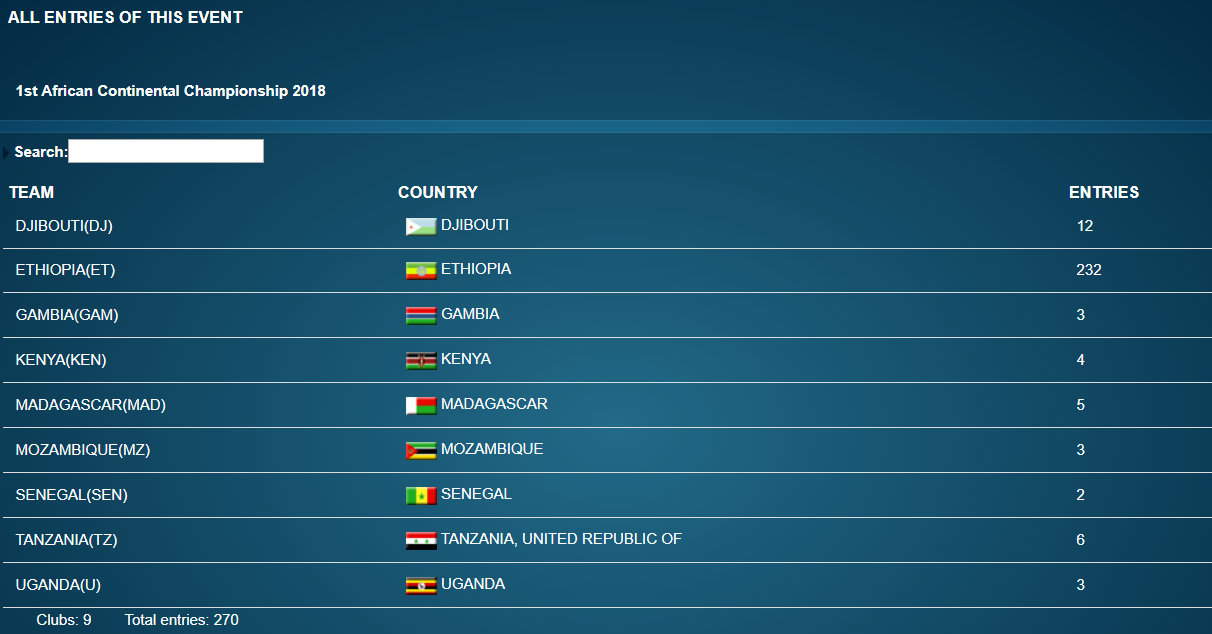 ALL ENTRIES OF THIS EVENT
1st African Continental Championship 2018
Search:
TEAM COUNTRY ENTRIES
DJIBOUTI(DJ) DJIBOUTI 12
ETHIOPIA(ET) ETHIOPIA 232
GAMBIA(GAM) GAMBIA 3
KENYA(KEN) KENYA 4
MADAGASCAR(MAD) MADAGASCAR 5
MOZAMBIQUE(MZ) MOZAMBIQUE 3
SENEGAL(SEN) SENEGAL 2
TANZANIA(TZ) TANZANIA, UNITED REPUBLIC OF 6
UGANDA(U) UGANDA 3
Clubs: 9 Total entries: 270